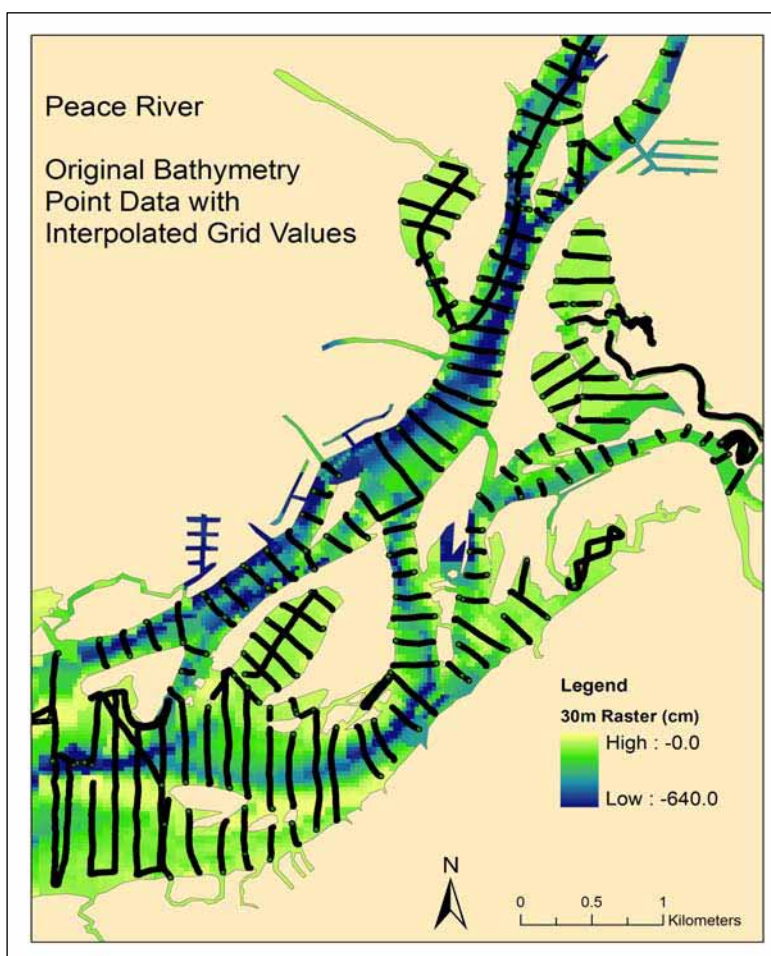 Peace River
Original Bathymetry
Point Data with
Interpolated Grid Values
Legend
30m Raster (cm)
High : -0.0
Low : -640.0
N
0 0.5 1
Kilometers